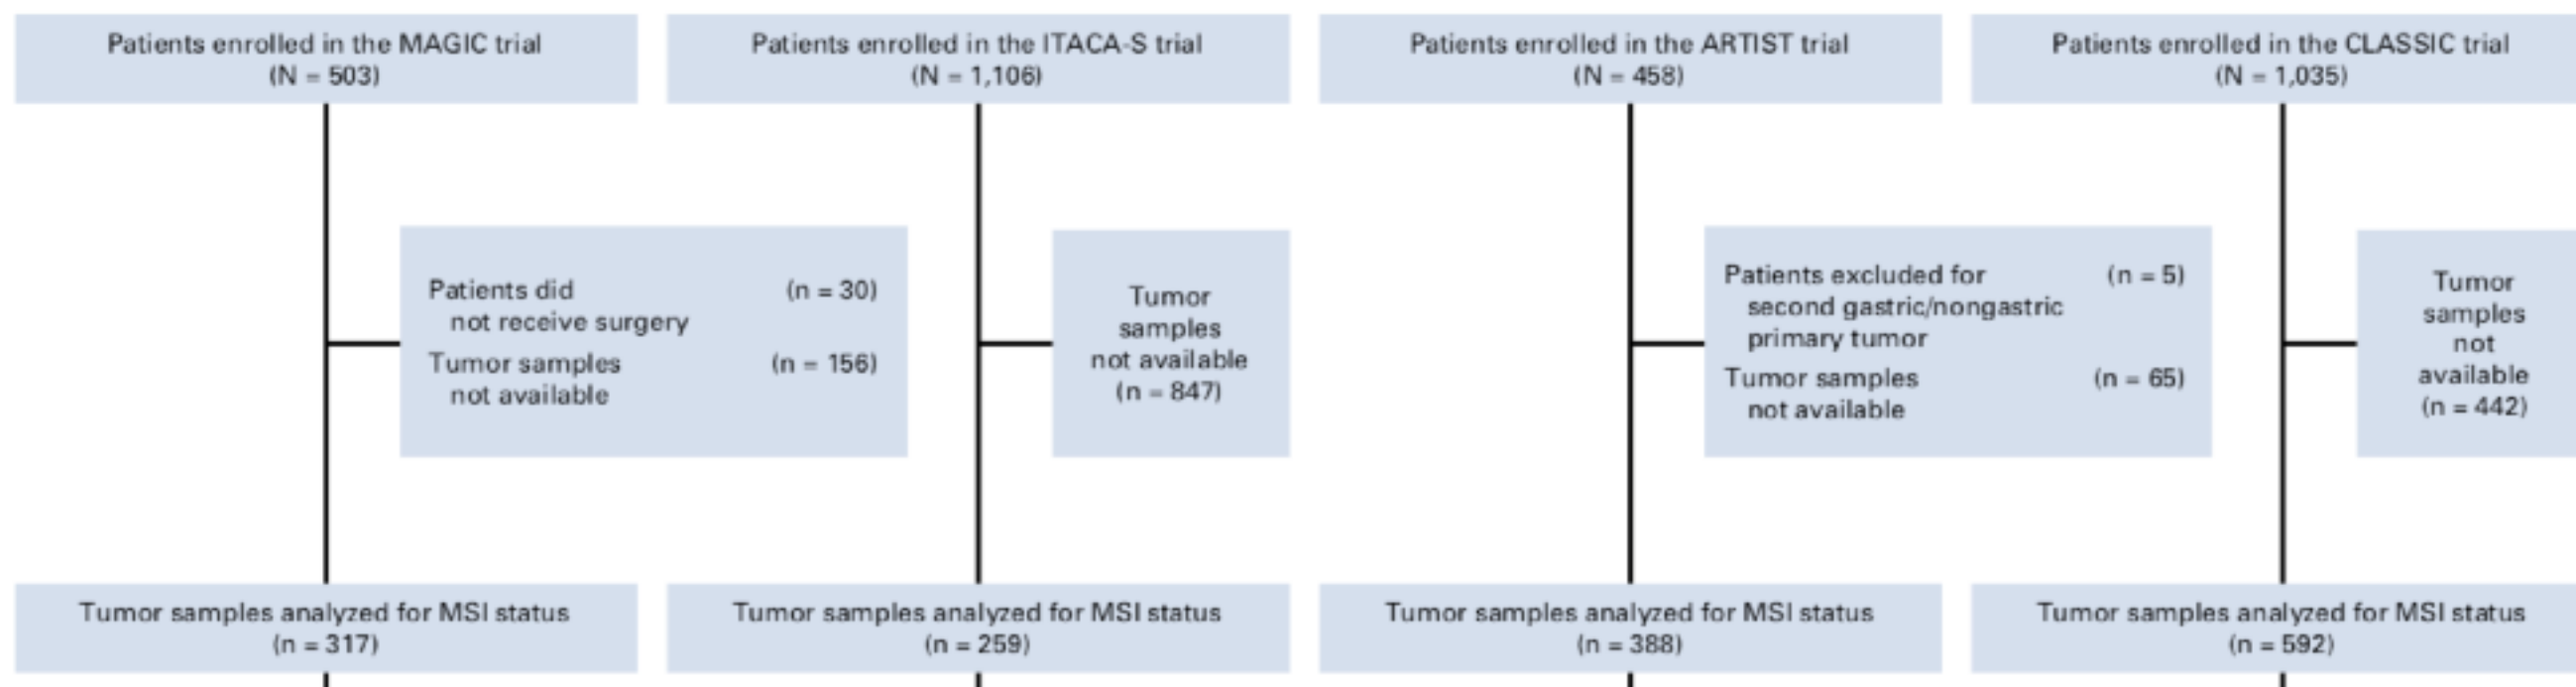 Patients enrolled in the MAGIC trial
(N = 503)
Patients enrolled in the ITACA-S trial
(N = 1,106)
Patients enrolled in the ARTIST trial
(N = 458)
Patients enrolled in the CLASSIC trial
(N = 1,035)
Patients did (n = 30)
not receive surgery
Tumor samples (n = 156)
not available
Tumor
samples
not available
(n = 847)
Patients excluded for (n = 5)
second gastric/nongastric
primary tumor
Tumor samples (n = 65)
not available
Tumor
samples
not
available
(n = 442)
Tumor samples analyzed for MSI status
(n = 317)
Tumor samples analyzed for MSI status
(n = 259)
Tumor samples analyzed for MSI status
(n = 388)
Tumor samples analyzed for MSI status
(n = 592)